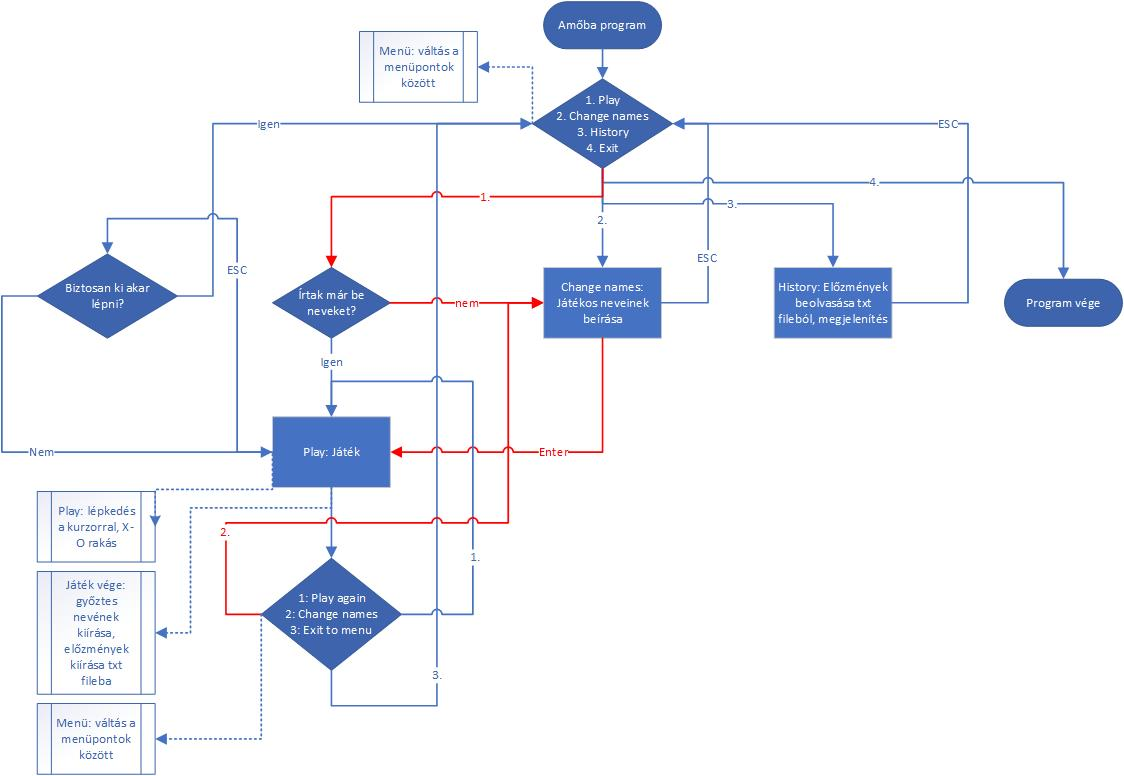 Amőba program
Menü: váltás a
menüpontok
között
1. Play
2. Change names
3. History
4. Exit
Igen
ESC
4.
1.
3.
2.
ESC
ESC
Biztosan ki akar
lépni?
Írtak már be
neveket?
nem
Change names:
Játékos neveinek
beírása
History: Előzmények
beolvasása txt
fileból, megjelenítés
Program vége
Igen
Nem
Play: Játék
Enter
Play: lépkedés
a kurzorral, X-
O rakás
2.
1.
Játék vége:
győztes
nevének
kiírása,
előzmények
kiírása txt
fileba
1: Play again
2: Change names
3: Exit to menu
3.
Menü: váltás a
menüpontok
között